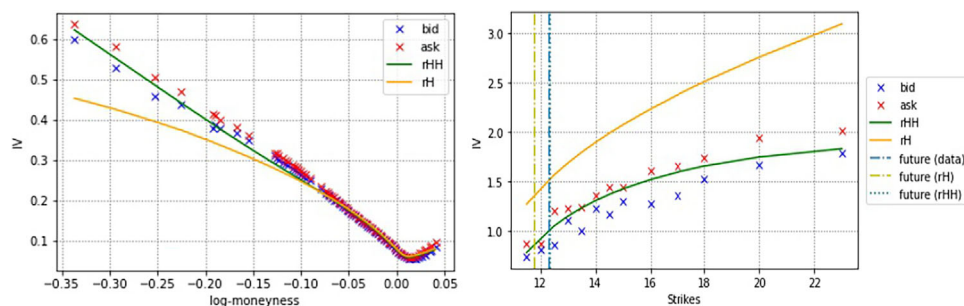 0.6
0.5
0.4
0.3
0.2
0.1
IV
−0.35 −0.30 −0.25 −0.20 −0.15 −0.10 −0.05 0.00 0.05
log-moneyness
bid
ask
rHH
rH
3.0
2.5
2.0
1.5
1.0
IV
12 14 16 18 20 22
Strikes
bid
ask
rHH
rH
future (data)
future (rH)
future (rHH)